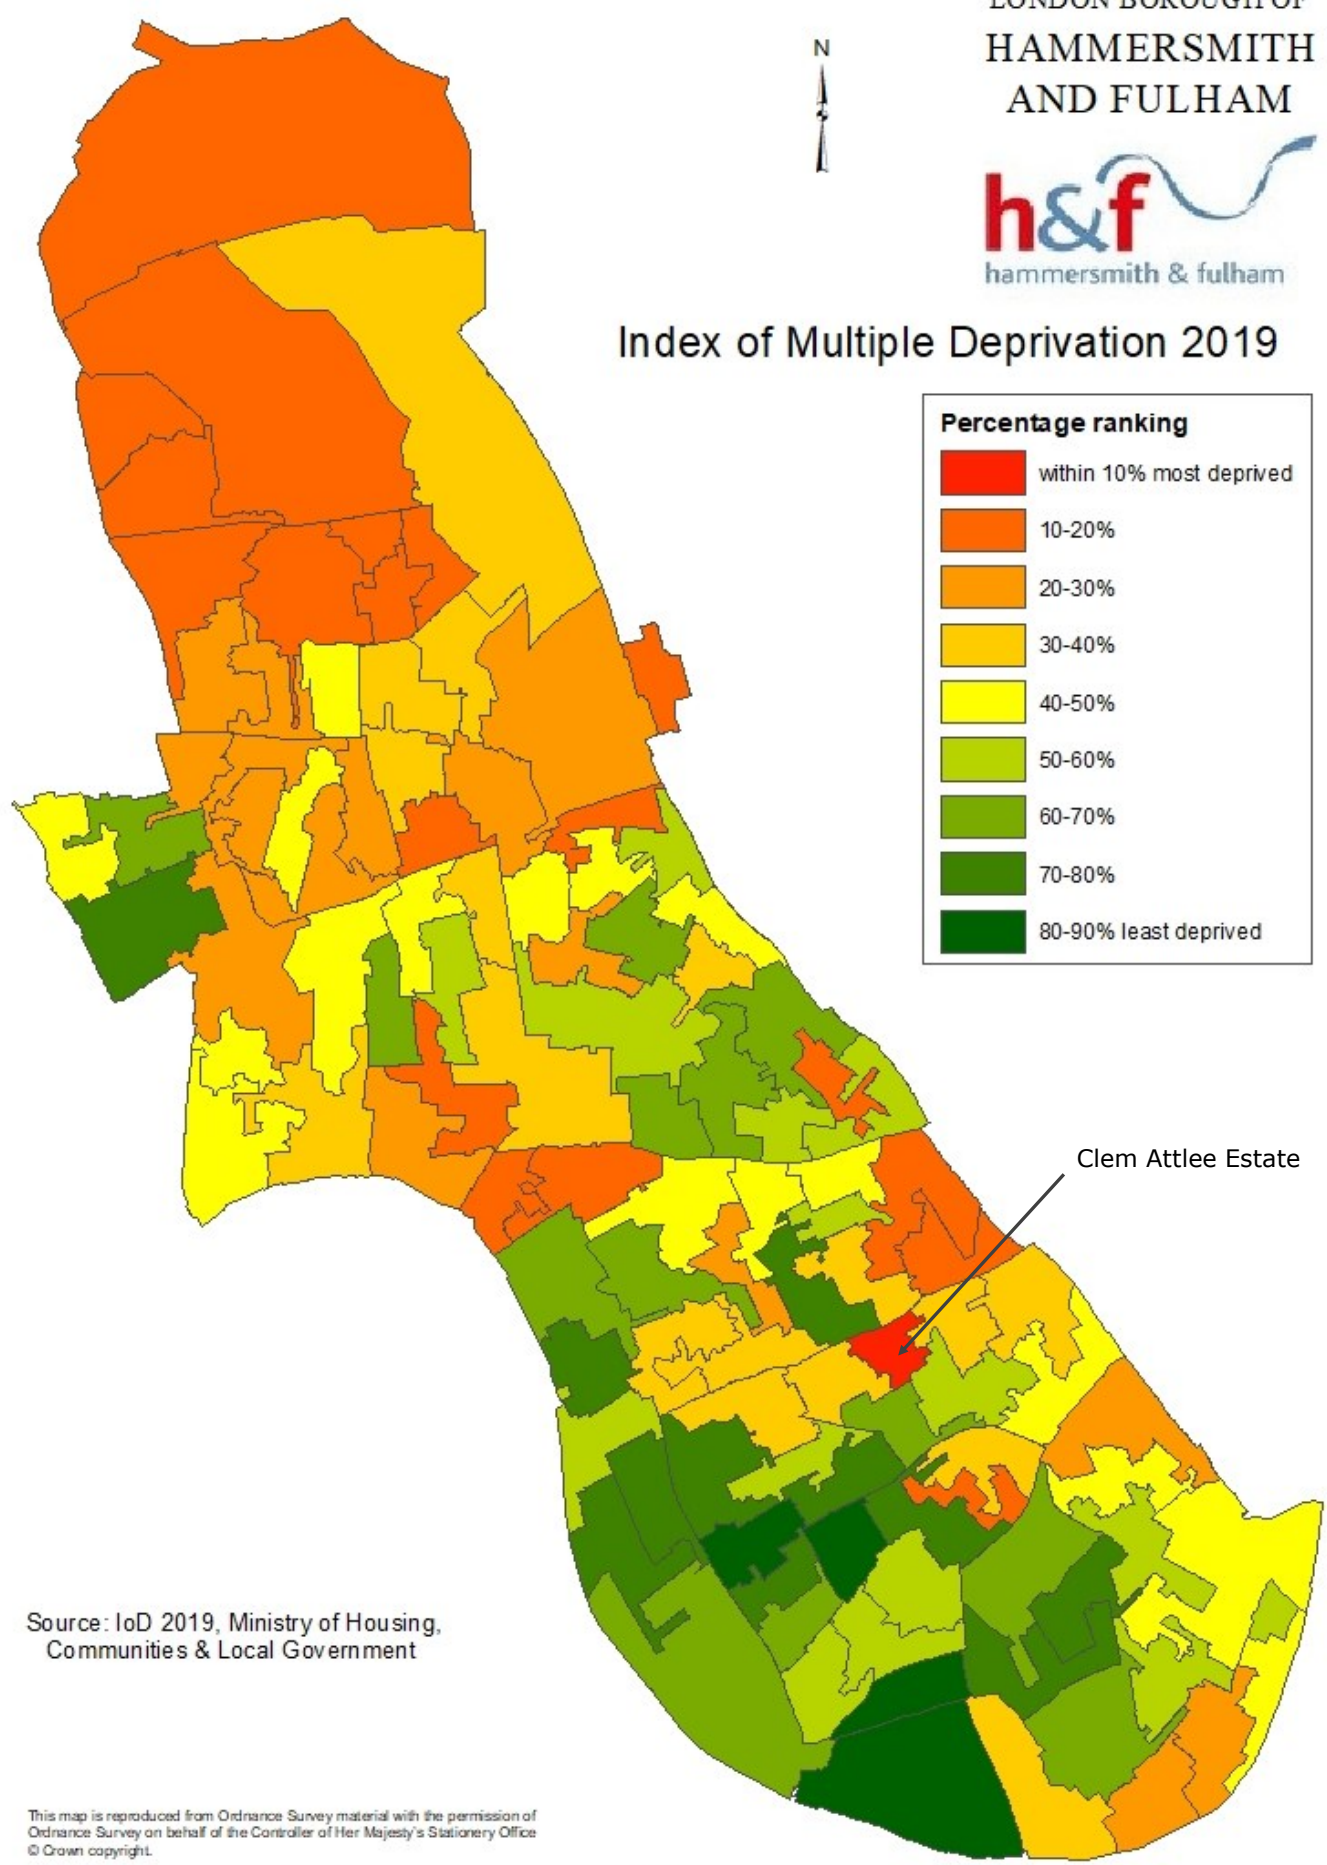 LONDON BOROUGH OF
HAMMERSMITH
AND FULHAM
N
h&f
hammersmith & fulham
Index of Multiple Deprivation 2019
Percentage ranking
within 10% most deprived
10-20%
20-30%
30-40%
40-50%
50-60%
60-70%
70-80%
80-90% least deprived
Clem Attlee Estate
Source: IoD 2019, Ministry of Housing,
Communities & Local Government
This map is reproduced from Ordnance Survey material with the permission of
Ordnance Survey on behalf of the Controller of Her Majesty's Stationery Office
© Crown copyright.